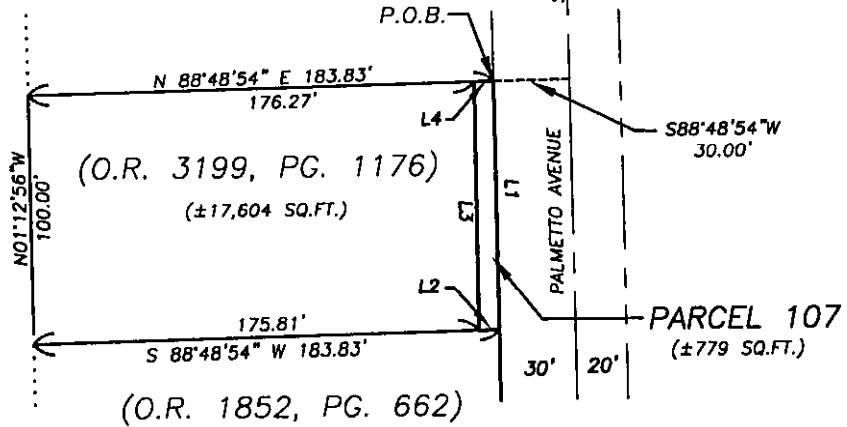 S
P.O.B.
N 88°48'54" E 183.83'
176.27'
L4
S88°48'54"W
30.00'
N01°12'56"W
100.00'
(O.R. 3199, PG. 1176)
(±17,604 SQ.FT.)
L3
L1
PALMETTO AVENUE
L2
175.81'
S 88°48'54" W 183.83'
PARCEL 107
(±779 SQ.FT.)
30'
20'
(O.R. 1852, PG. 662)